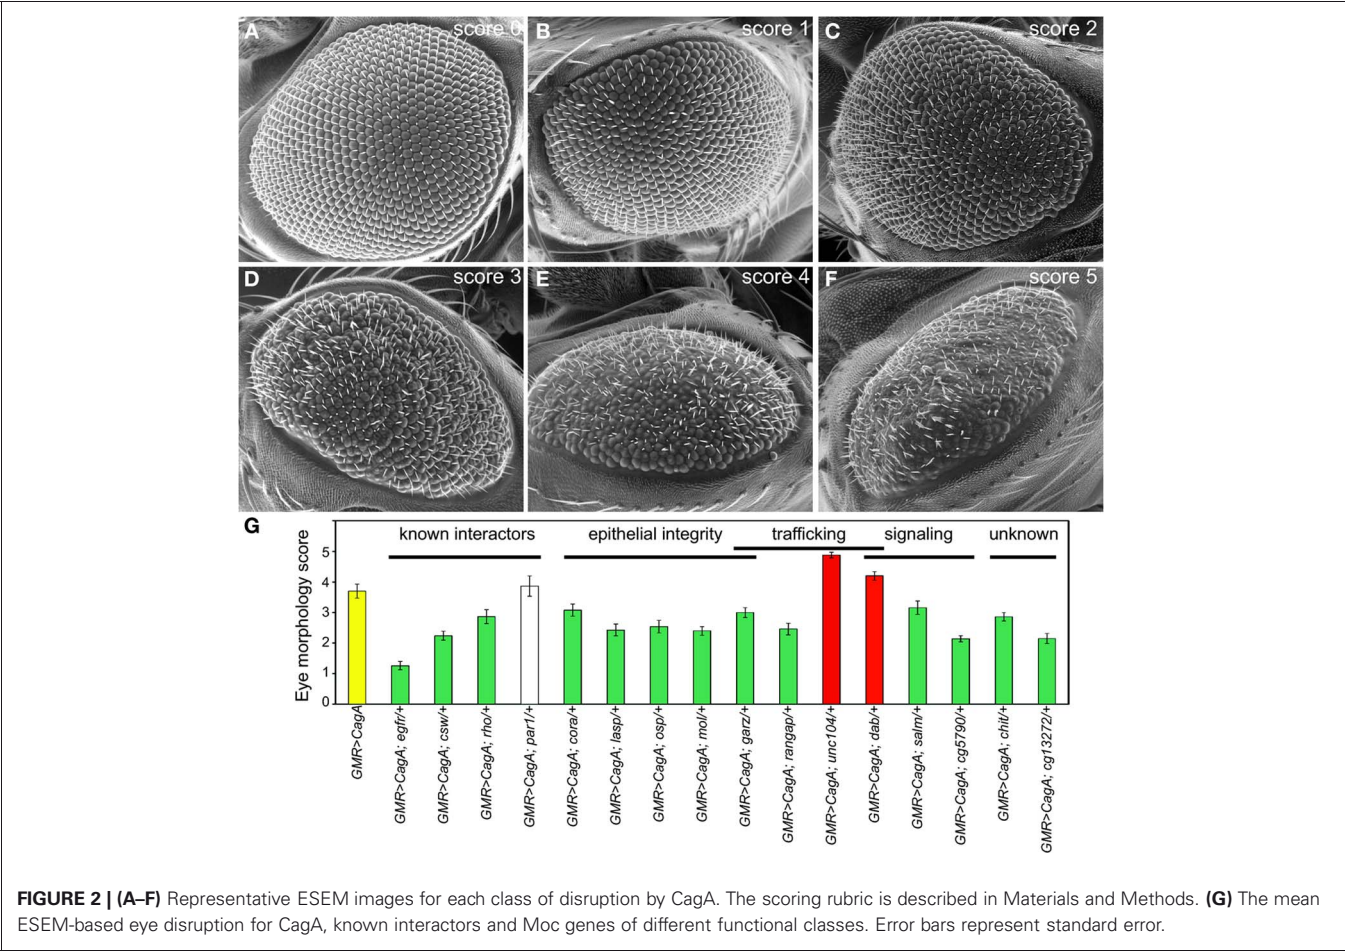 A score 0
B score 1
C score 2
D score 3
E score 4
F score 5
G
known interactors
epithelial integrity
trafficking
signaling
unknown
Eye morphology score
5
4
3
2
1
0
GMR>CagA
GMR>CagA; egfr/+
GMR>CagA; csw/+
GMR>CagA; rho/+
GMR>CagA; par1/+
GMR>CagA; cora/+
GMR>CagA; lasp/+
GMR>CagA; osp/+
GMR>CagA; mol/+
GMR>CagA; garz/+
GMR>CagA; rangap/+
GMR>CagA; unc104/+
GMR>CagA; dab/+
GMR>CagA; salm/+
GMR>CagA; cg5790/+
GMR>CagA; chit/+
GMR>CagA; cg13272/+
FIGURE 2 | (A–F) Representative ESEM images for each class of disruption by CagA. The scoring rubric is described in Materials and Methods. (G) The mean
ESEM-based eye disruption for CagA, known interactors and Moc genes of different functional classes. Error bars represent standard error.